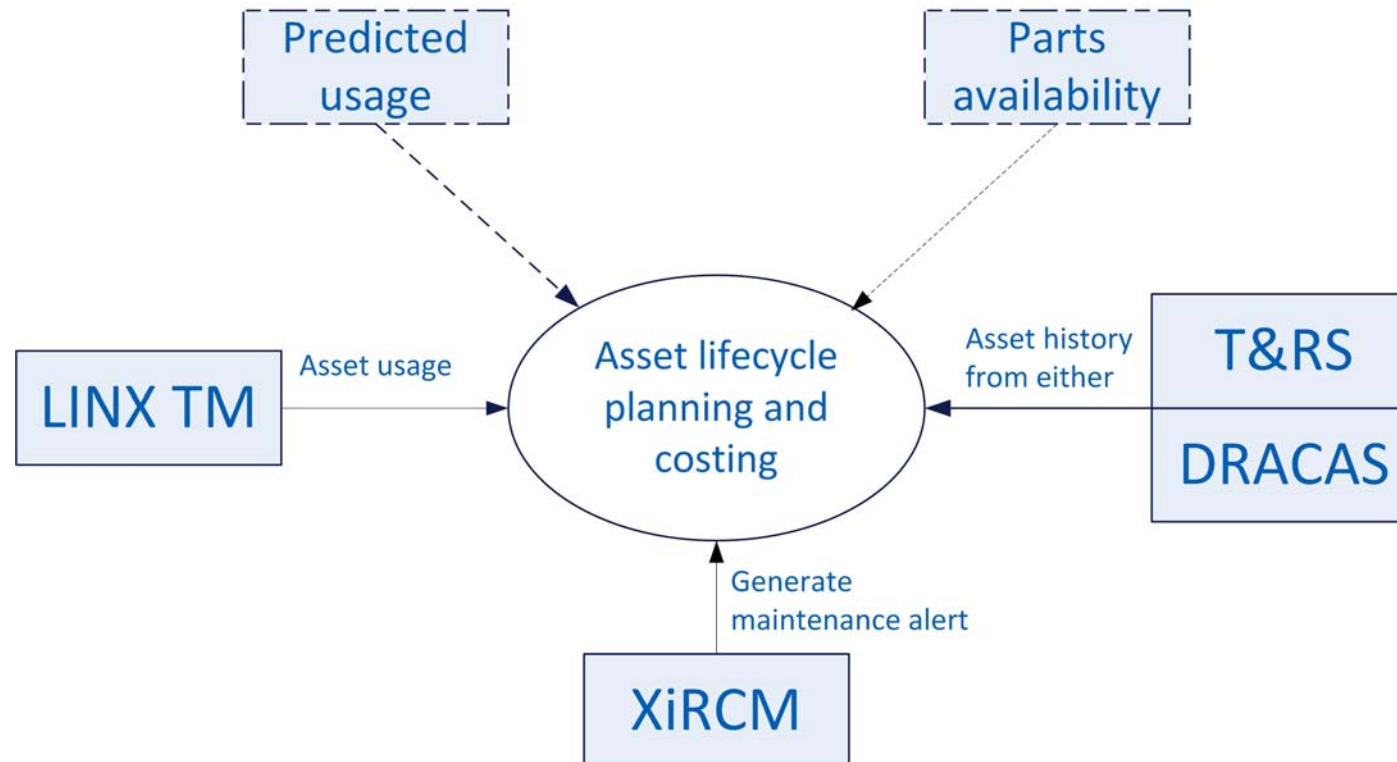 Predicted
usage
Parts
availability
LINX TM
Asset usage
Asset lifecycle
planning and
costing
Asset history
from either
T&RS
DRACAS
Generate
maintenance alert
XiRCM